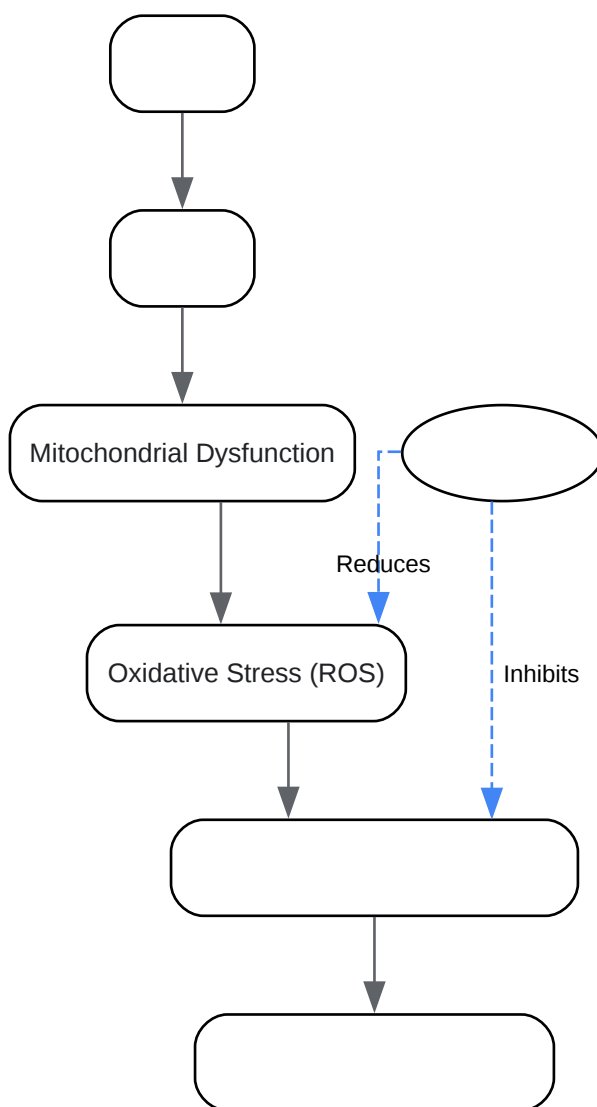 Mitochondrial Dysfunction
Reduces
Oxidative Stress (ROS)
Inhibits